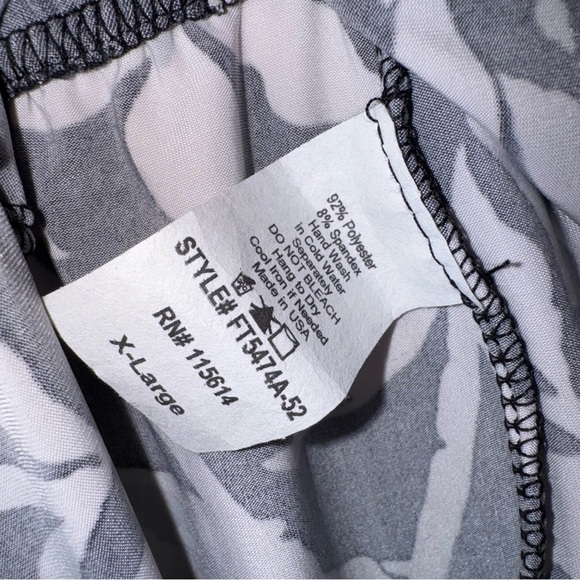 92% Polyester
8% Spandex
Hand Wash
in Cold Water
Separately
DO NOT BLEACH
Hang to Dry
Cool Iron if Needed
Made in USA
STYLE# FT5474A-52
RN# 115614
X-Large